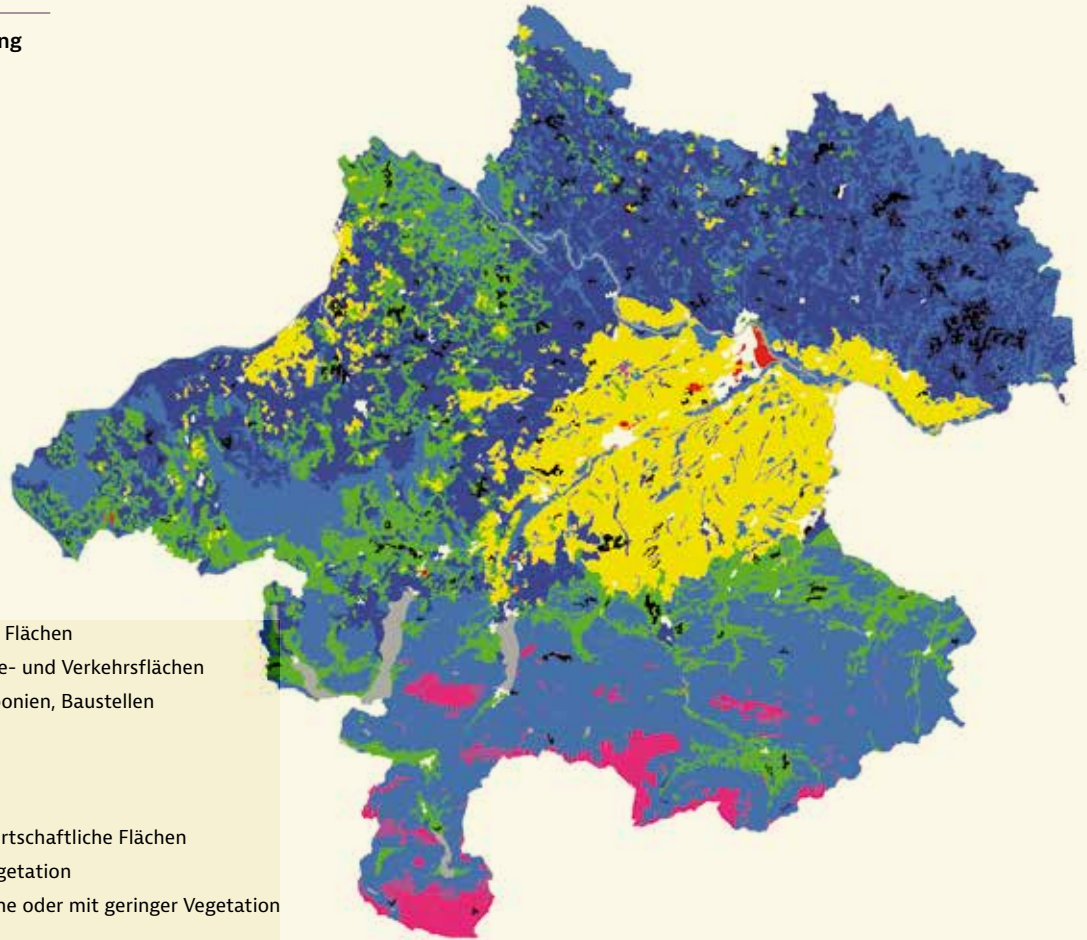 ng
Flächen
e- und Verkehrsflächen
onien, Baustellen
rtschaftliche Flächen
getation
ne oder mit geringer Vegetation